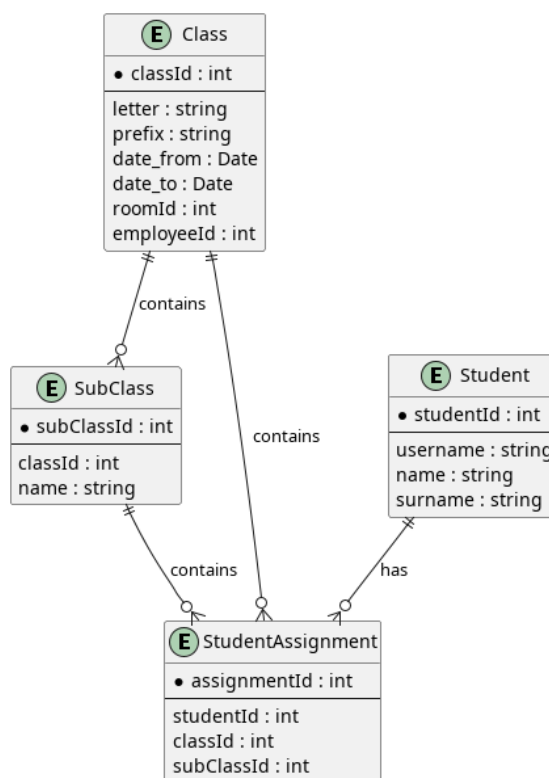 E Class
* classId : int
letter : string
prefix : string
date_from : Date
date_to : Date
roomId : int
employeeId : int
contains
E SubClass
* subClassId : int
classId : int
name : string
contains
E Student
* studentId : int
username : string
name : string
surname : string
contains
has
E StudentAssignment
* assignmentId : int
studentId : int
classId : int
subClassId : int